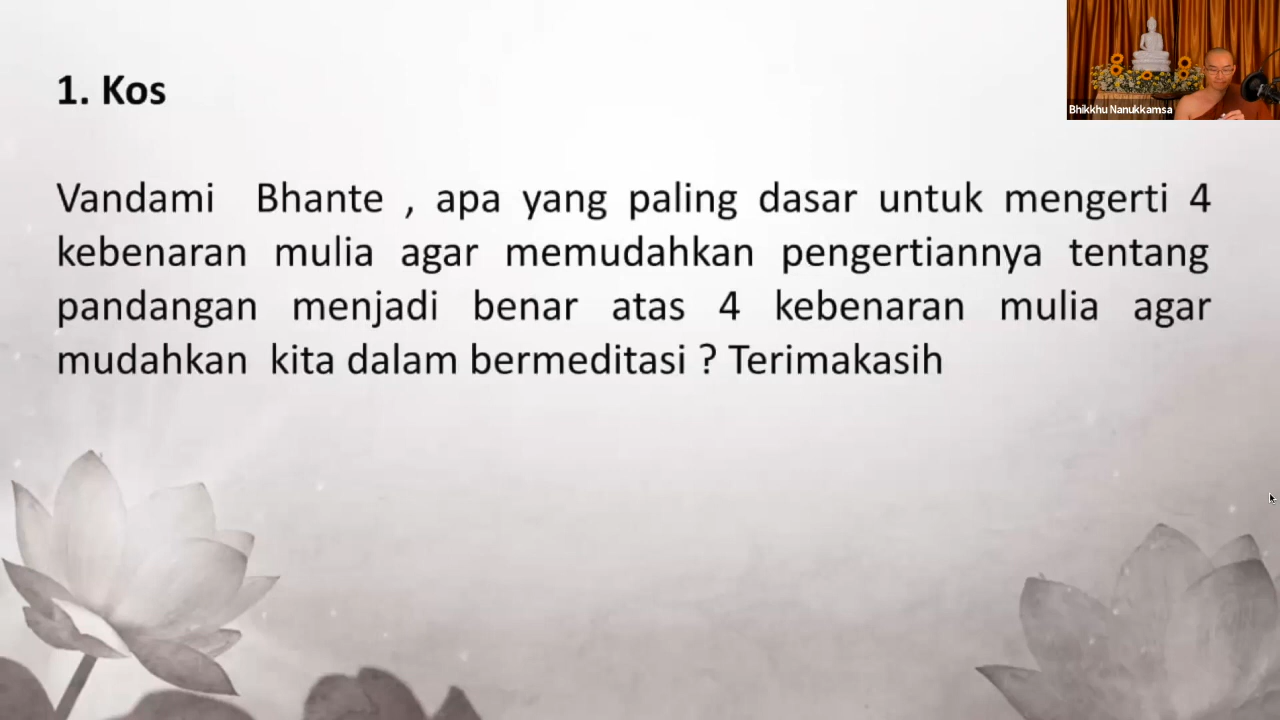 1. Kos
Vandami Bhante , apa yang paling dasar untuk mengerti 4
kebenaran mulia agar memudahkan pengertiannya tentang
pandangan menjadi benar atas 4 kebenaran mulia agar
mudahkan kita dalam bermeditasi ? Terimakasih
Bhikkhu Nanukkamsa